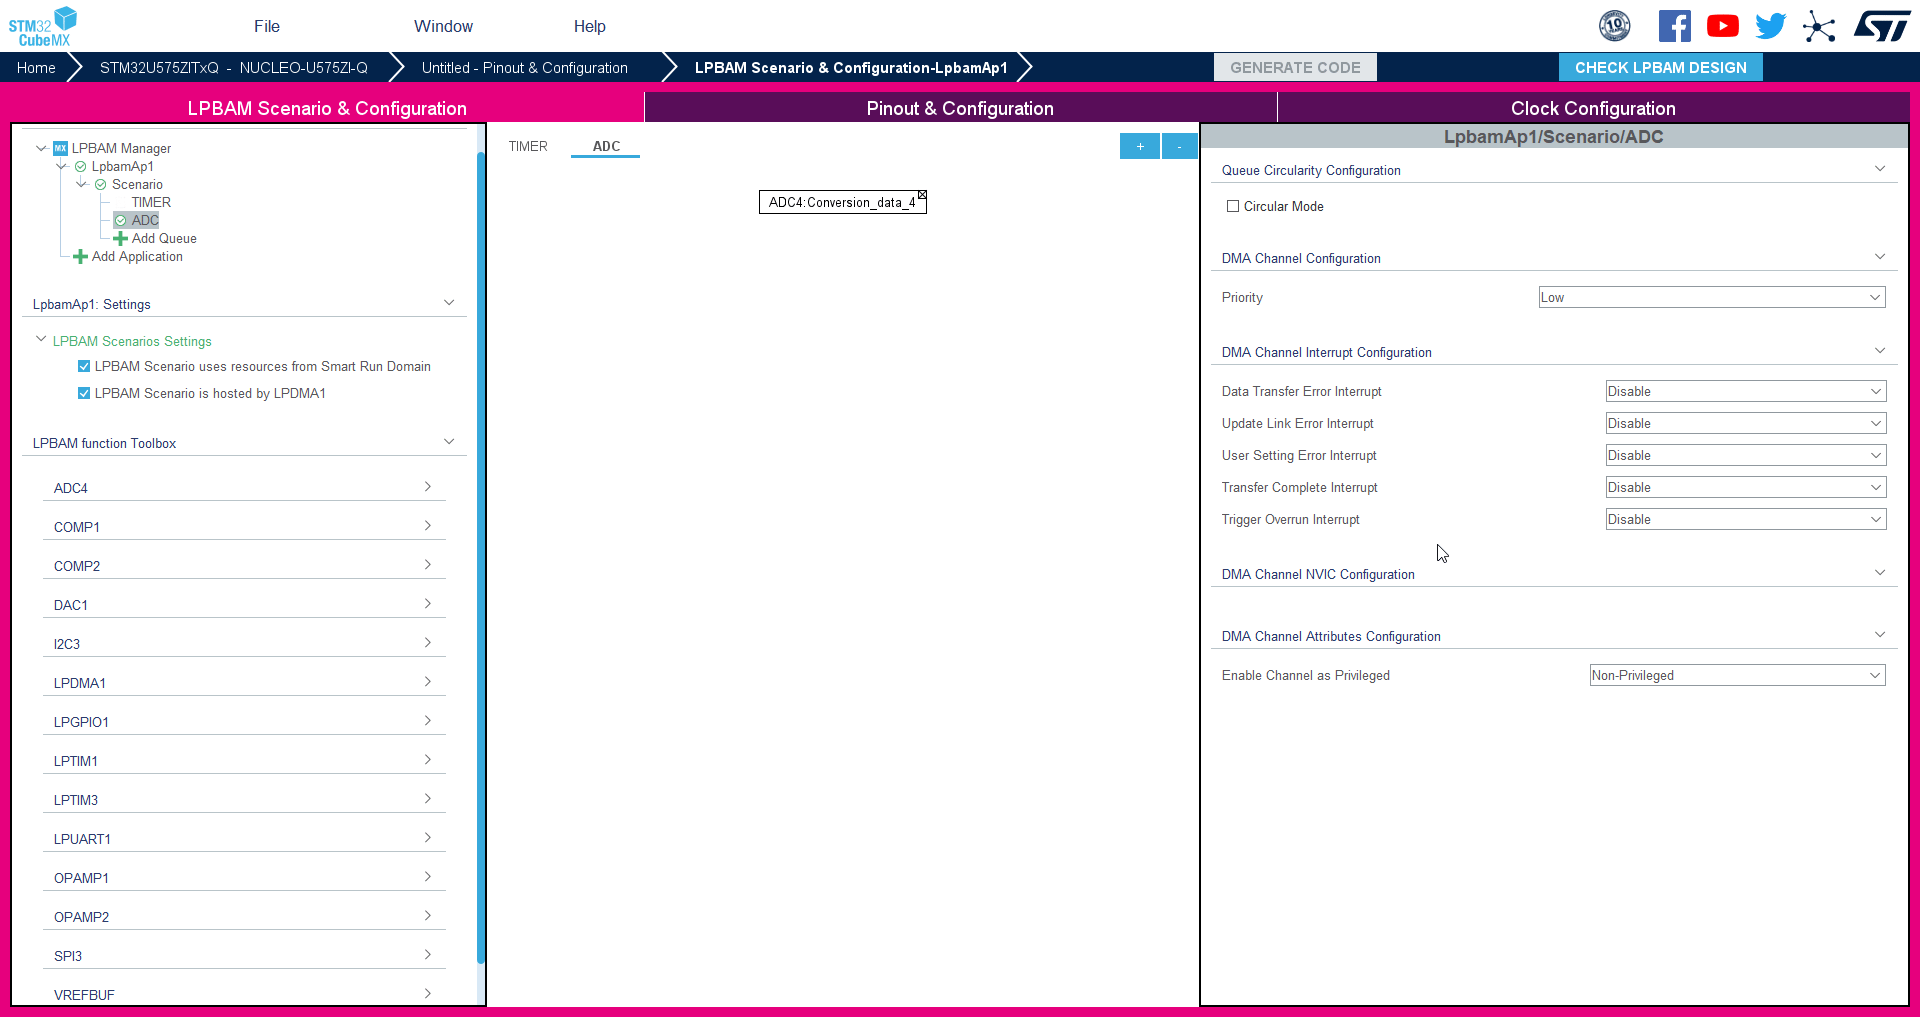 STM32
CubeMX
File
Window
Help
10
Home
STM32U575ZITxQ - NUCLEO-U575ZI-Q
Untitled - Pinout & Configuration
LPBAM Scenario & Configuration-LpbamAp1
GENERATE CODE
CHECK LPBAM DESIGN
LPBAM Scenario & Configuration
Pinout & Configuration
Clock Configuration
MX LPBAM Manager
LpbamAp1
Scenario
TIMER
ADC
Add Queue
Add Application
LpbamAp1: Settings
LPBAM Scenarios Settings
LPBAM Scenario uses resources from Smart Run Domain
LPBAM Scenario is hosted by LPDMA1
LPBAM function Toolbox
ADC4
COMP1
COMP2
DAC1
I2C3
LPDMA1
LPGPIO1
LPTIM1
LPTIM3
LPUART1
OPAMP1
OPAMP2
SPI3
VREFBUF
TIMER
ADC
+
-
ADC4:Conversion_data_4
LpbamAp1/Scenario/ADC
Queue Circularity Configuration
Circular Mode
DMA Channel Configuration
Priority
Low
DMA Channel Interrupt Configuration
Data Transfer Error Interrupt
Disable
Update Link Error Interrupt
Disable
User Setting Error Interrupt
Disable
Transfer Complete Interrupt
Disable
Trigger Overrun Interrupt
Disable
DMA Channel NVIC Configuration
DMA Channel Attributes Configuration
Enable Channel as Privileged
Non-Privileged